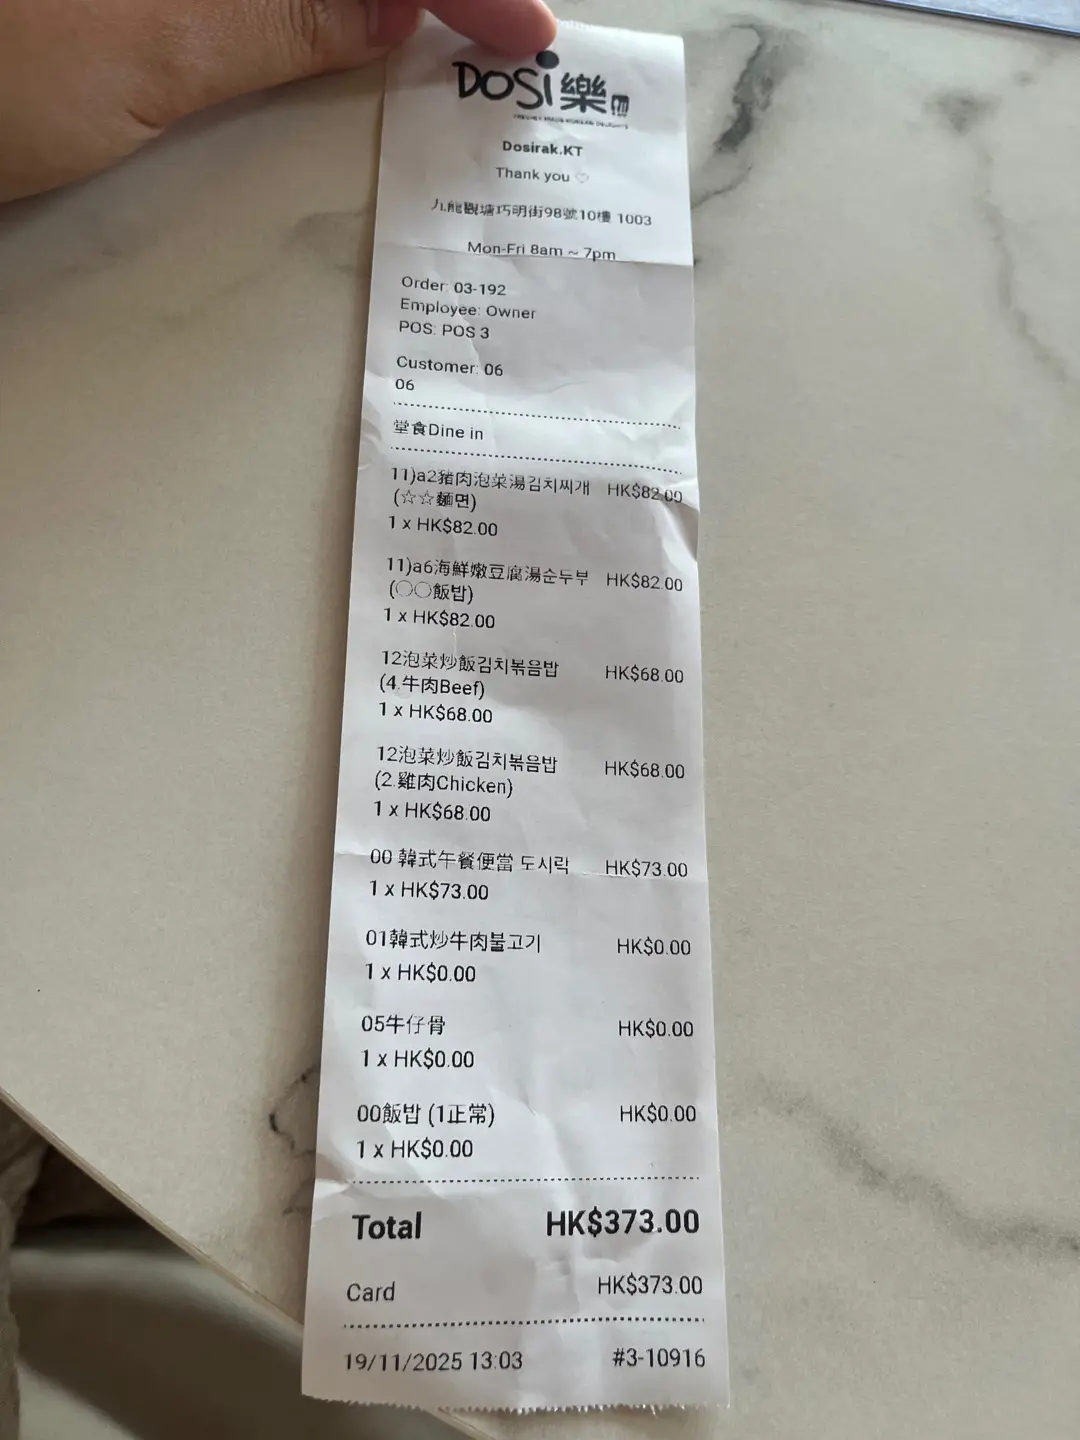 DOSi樂
FRESHLY MADE KOREAN DELIGHTS
Dosirak.KT
Thank you ♡
九龍觀塘巧明街98號10樓 1003
Mon-Fri 8am ~ 7pm
Order: 03-192
Employee: Owner
POS: POS 3
Customer: 06
06
堂食Dine in
11)a2豬肉泡菜湯김치찌개 HK$82.00
(☆☆麵면)
1 x HK$82.00
11)a6海鮮嫩豆腐湯순두부 HK$82.00
(○○飯밥)
1 x HK$82.00
12泡菜炒飯김치볶음밥 HK$68.00
(4.牛肉Beef)
1 x HK$68.00
12泡菜炒飯김치볶음밥 HK$68.00
(2.雞肉Chicken)
1 x HK$68.00
00 韓式午餐便當 도시락 HK$73.00
1 x HK$73.00
01韓式炒牛肉불고기 HK$0.00
1 x HK$0.00
05牛仔骨 HK$0.00
1 x HK$0.00
00飯밥 (1正常) HK$0.00
1 x HK$0.00
Total HK$373.00
Card HK$373.00
19/11/2025 13:03 #3-10916